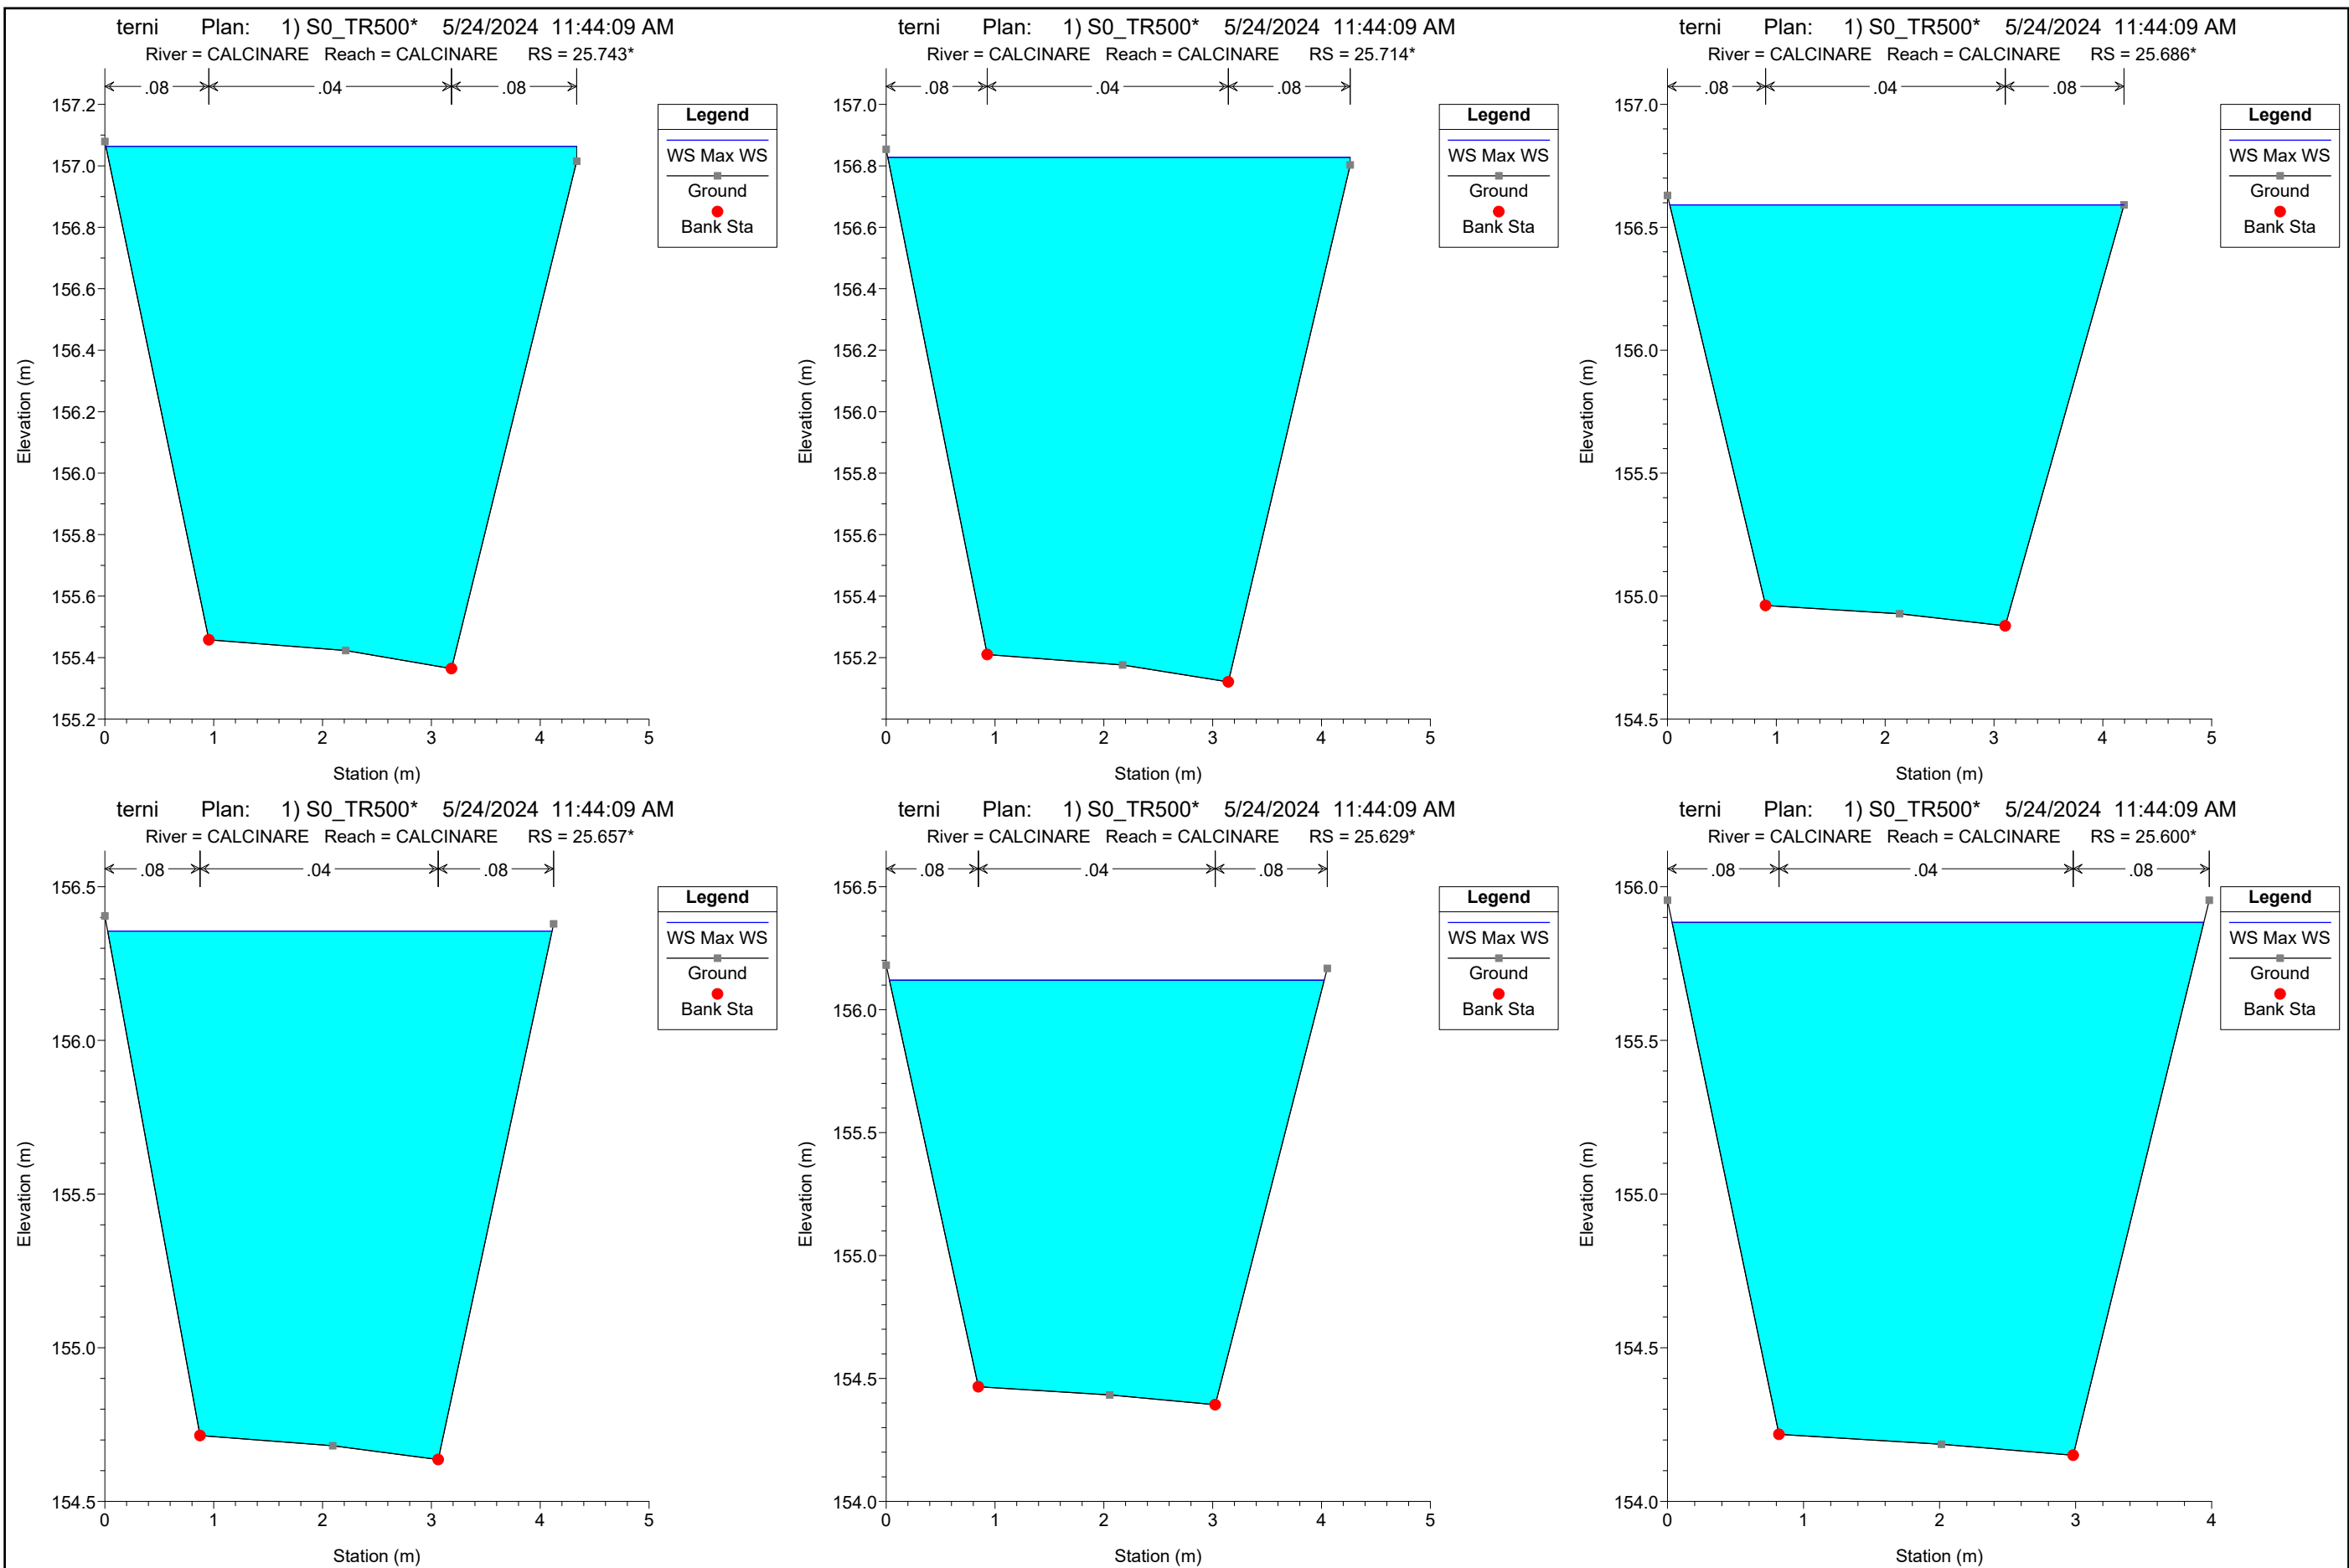 terni Plan: 1) S0_TR500* 5/24/2024 11:44:09 AM
River = CALCINARE Reach = CALCINARE RS = 25.743*
.08 .04 .08
157.2
157.0
156.8
156.6
156.4
156.2
156.0
155.8
155.6
155.4
155.2
Elevation (m)
0 1 2 3 4 5
Station (m)
Legend
WS Max WS
Ground
Bank Sta
terni Plan: 1) S0_TR500* 5/24/2024 11:44:09 AM
River = CALCINARE Reach = CALCINARE RS = 25.714*
.08 .04 .08
157.0
156.8
156.6
156.4
156.2
156.0
155.8
155.6
155.4
155.2
Elevation (m)
0 1 2 3 4 5
Station (m)
Legend
WS Max WS
Ground
Bank Sta
terni Plan: 1) S0_TR500* 5/24/2024 11:44:09 AM
River = CALCINARE Reach = CALCINARE RS = 25.686*
.08 .04 .08
157.0
156.5
156.0
155.5
155.0
154.5
Elevation (m)
0 1 2 3 4 5
Station (m)
Legend
WS Max WS
Ground
Bank Sta
terni Plan: 1) S0_TR500* 5/24/2024 11:44:09 AM
River = CALCINARE Reach = CALCINARE RS = 25.657*
.08 .04 .08
156.5
156.0
155.5
155.0
154.5
Elevation (m)
0 1 2 3 4 5
Station (m)
Legend
WS Max WS
Ground
Bank Sta
terni Plan: 1) S0_TR500* 5/24/2024 11:44:09 AM
River = CALCINARE Reach = CALCINARE RS = 25.629*
.08 .04 .08
156.5
156.0
155.5
155.0
154.5
154.0
Elevation (m)
0 1 2 3 4 5
Station (m)
Legend
WS Max WS
Ground
Bank Sta
terni Plan: 1) S0_TR500* 5/24/2024 11:44:09 AM
River = CALCINARE Reach = CALCINARE RS = 25.600*
.08 .04 .08
156.0
155.5
155.0
154.5
154.0
Elevation (m)
0 1 2 3 4
Station (m)
Legend
WS Max WS
Ground
Bank Sta